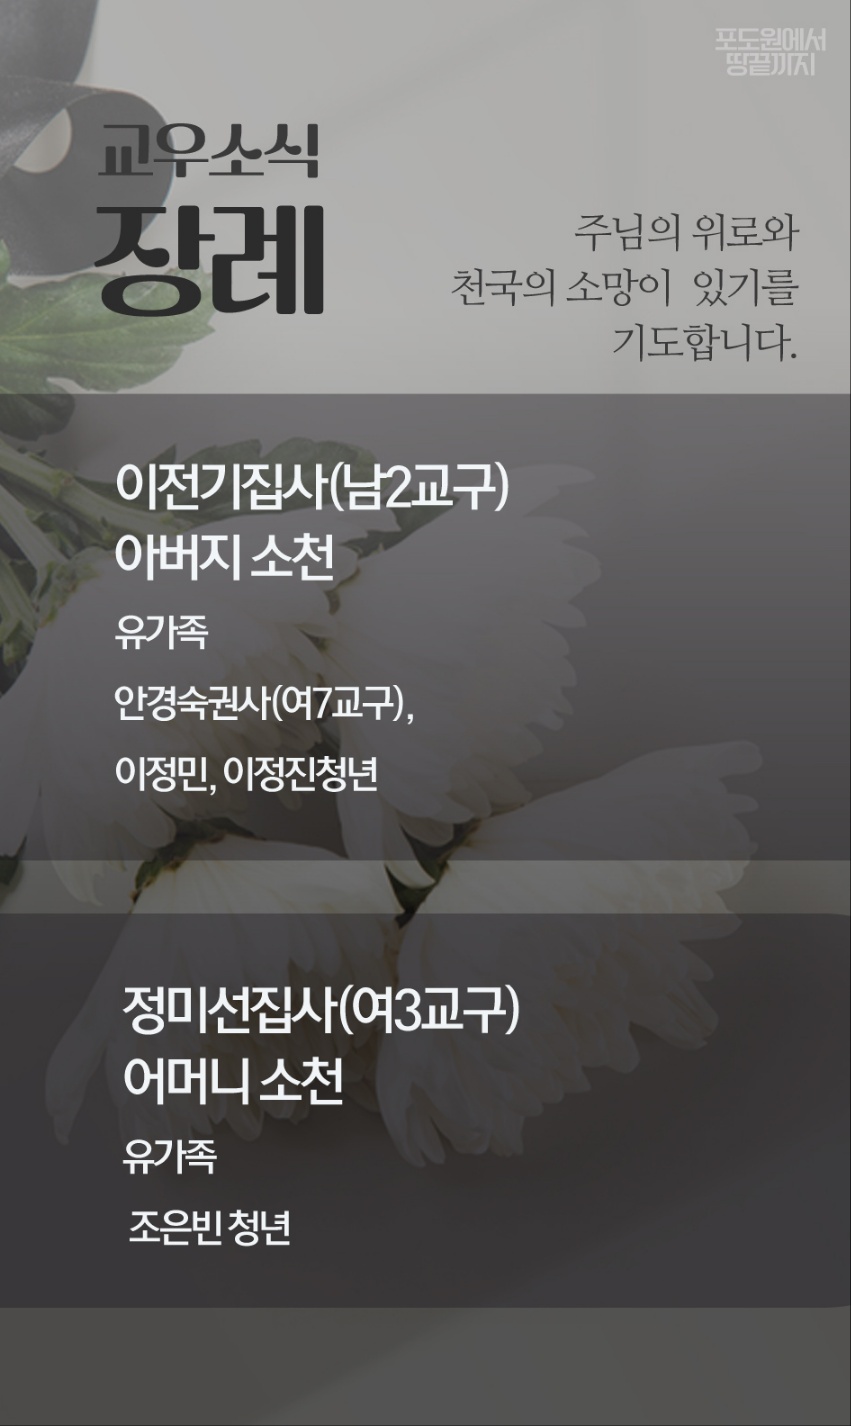 포도원에서
땅끝까지
교우소식
장례
주님의 위로와
천국의 소망이 있기를
기도합니다.
이전기집사(남2교구)
아버지 소천
유가족
안경숙권사(여7교구),
이정민, 이정진청년
정미선집사(여3교구)
어머니 소천
유가족
조은빈 청년